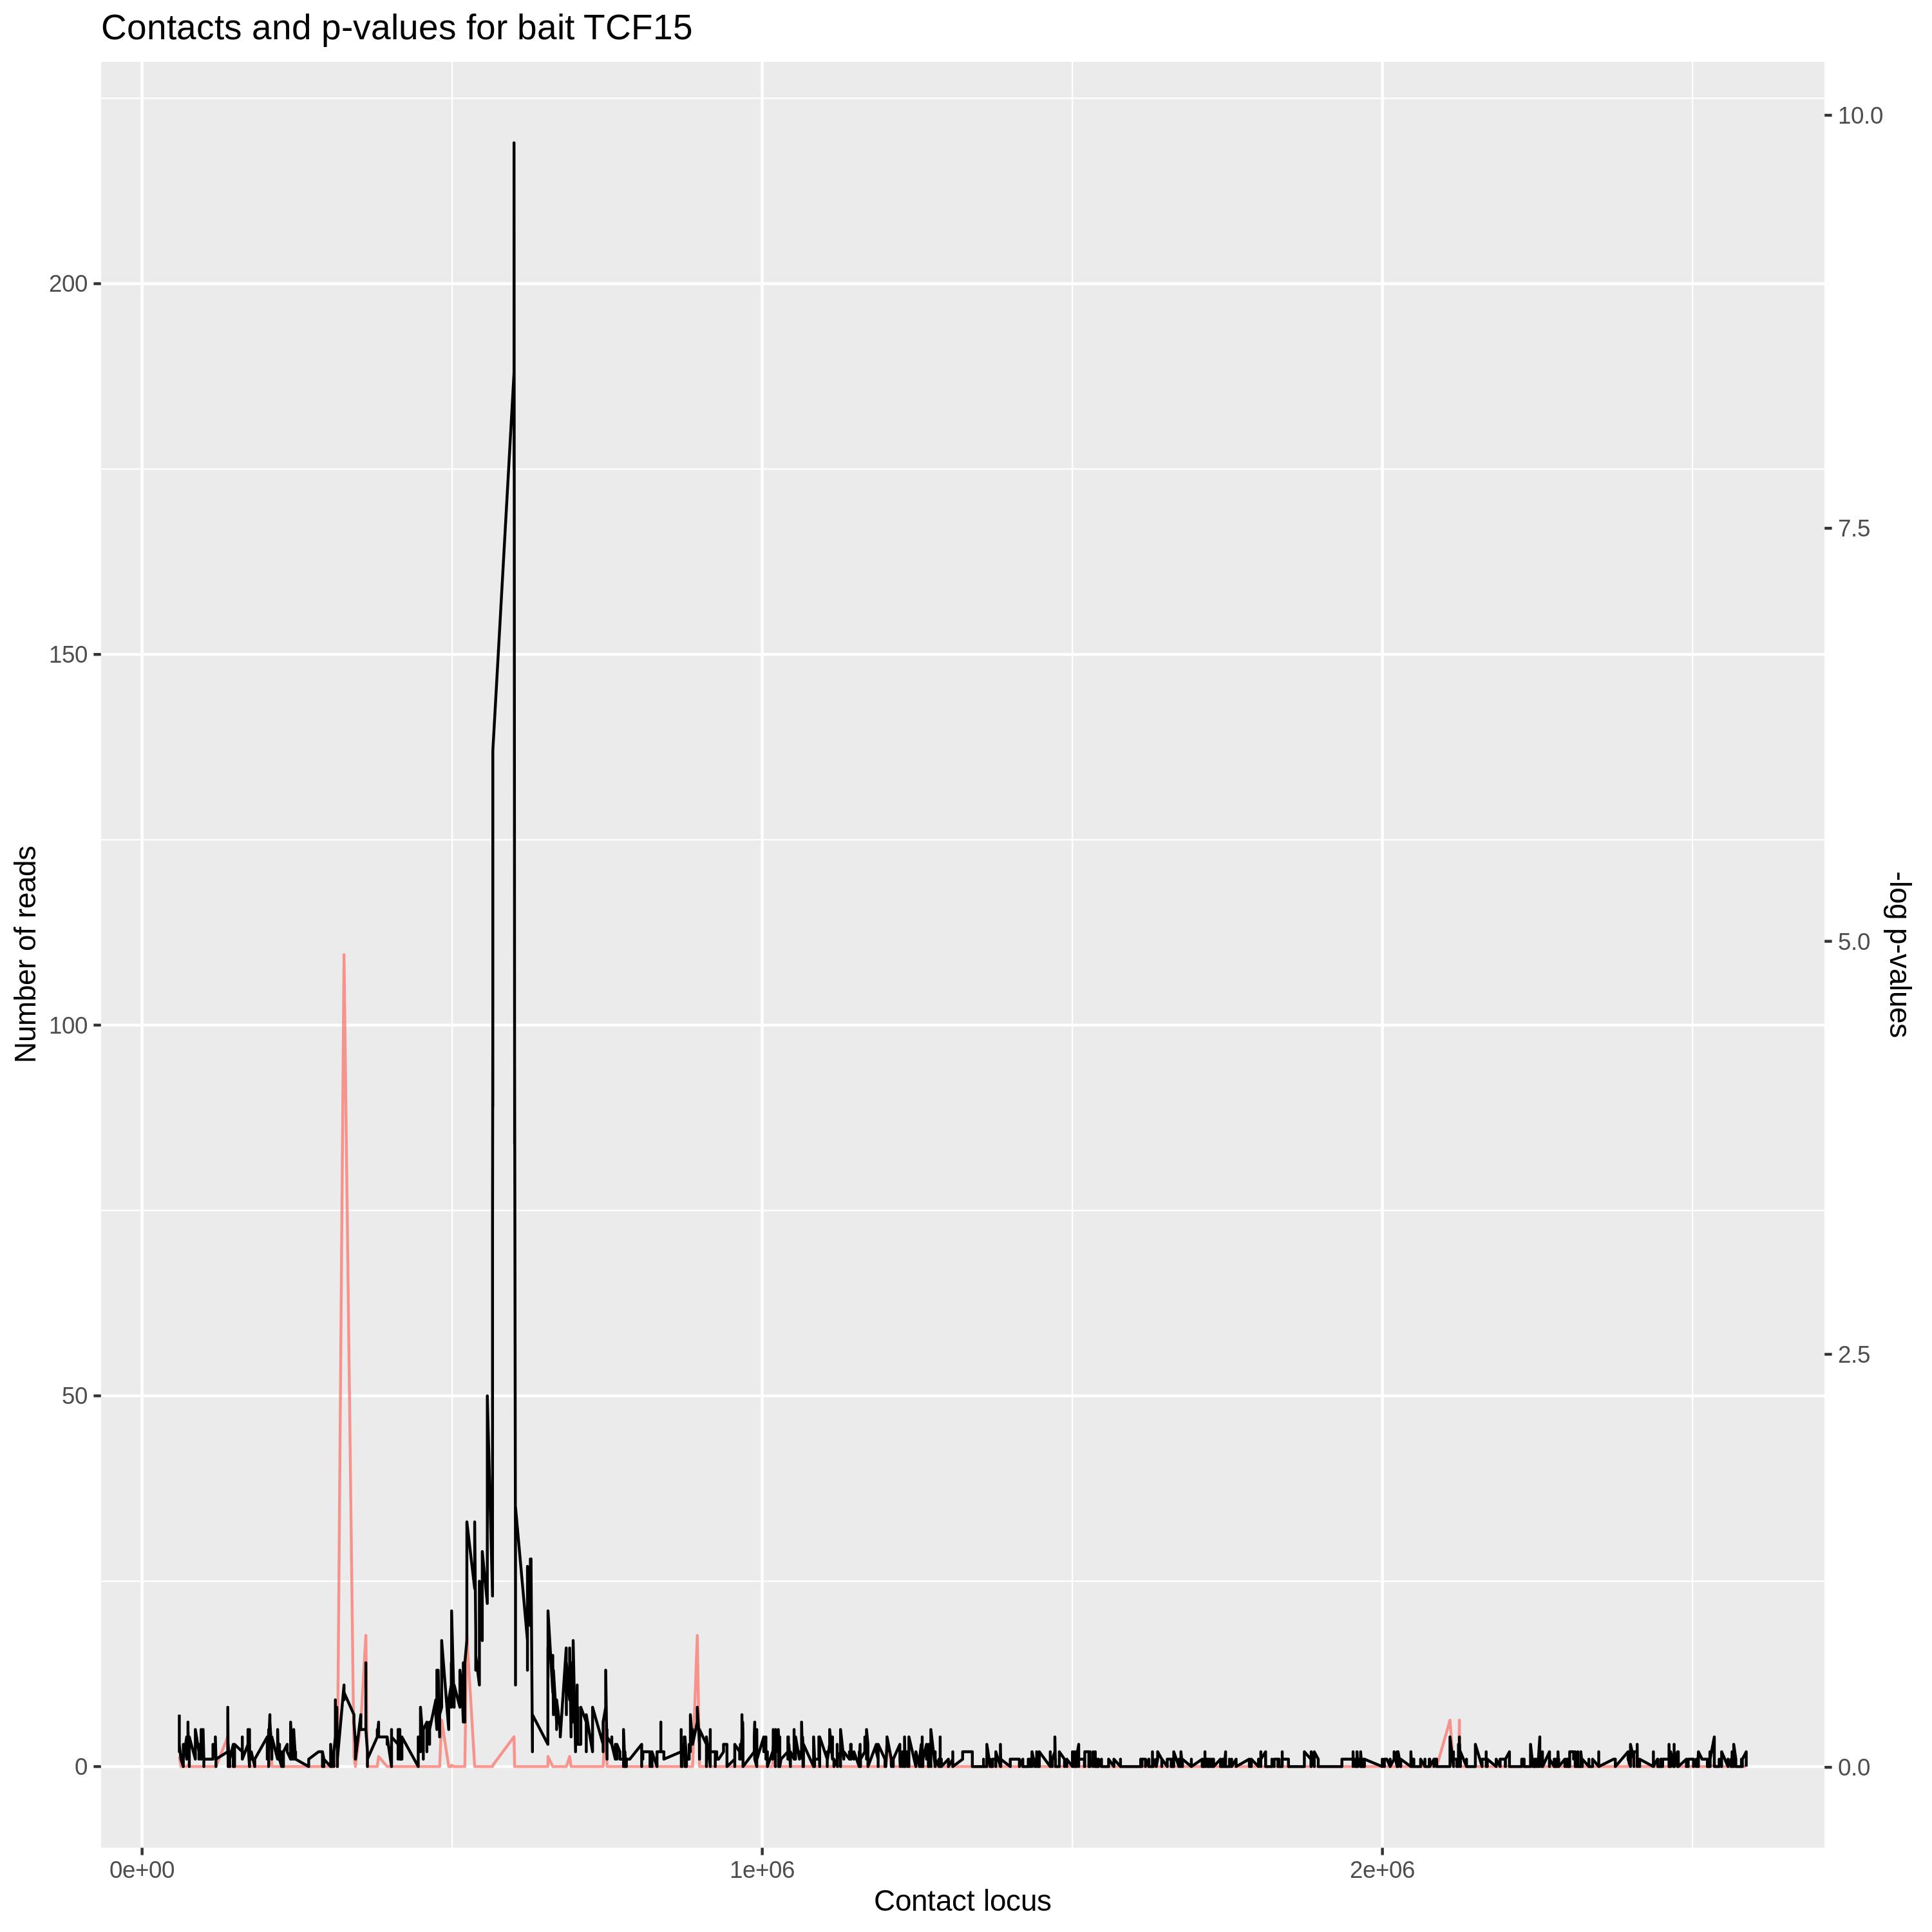 Contacts and p-values for bait TCF15
Number of reads
200
150
100
50
0
10.0
7.5
5.0
2.5
0.0
-log p-values
0e+00
1e+06
2e+06
Contact locus